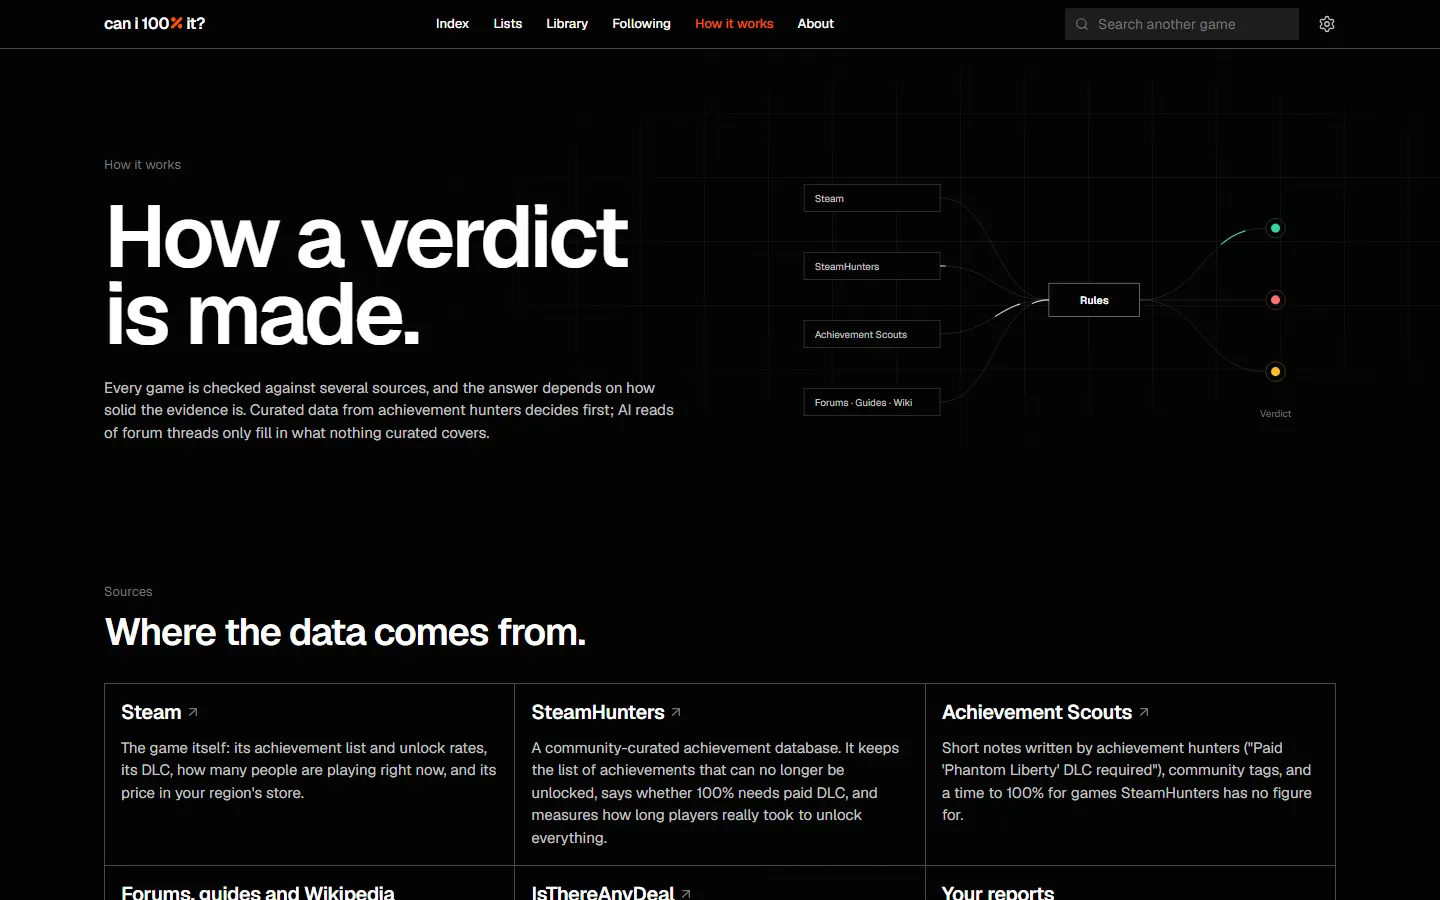 can i 100% it?
Index
Lists
Library
Following
How it works
About
Search another game
How it works
How a verdict
is made.
Every game is checked against several sources, and the answer depends on how
solid the evidence is. Curated data from achievement hunters decides first; AI reads
of forum threads only fill in what nothing curated covers.
Steam
SteamHunters
Achievement Scouts
Forums · Guides · Wiki
Rules
Verdict
Sources
Where the data comes from.
Steam
The game itself: its achievement list and unlock rates,
its DLC, how many people are playing right now, and its
price in your region's store.
SteamHunters
A community-curated achievement database. It keeps
the list of achievements that can no longer be
unlocked, says whether 100% needs paid DLC, and
measures how long players really took to unlock
everything.
Achievement Scouts
Short notes written by achievement hunters ("Paid
'Phantom Liberty' DLC required"), community tags, and
a time to 100% for games SteamHunters has no figure
for.
Forums, guides and Wikipedia
IsThereAnyDeal
Your reports